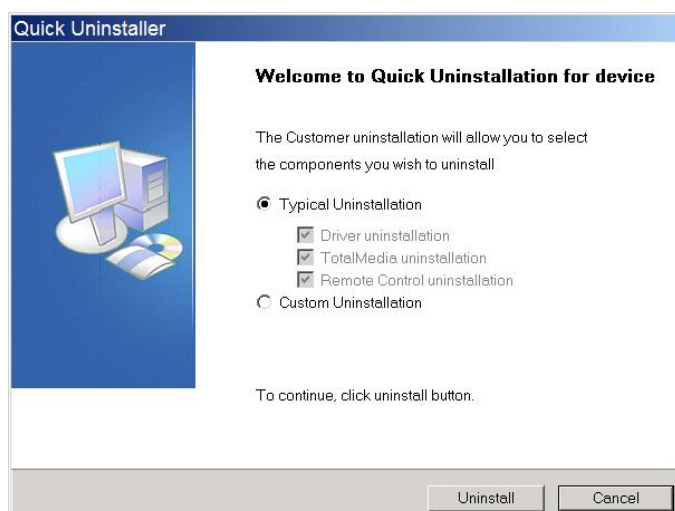 Quick Uninstaller
Welcome to Quick Uninstallation for device
The Customer uninstallation will allow you to select
the components you wish to uninstall
Typical Uninstallation
Driver uninstallation
TotalMedia uninstallation
Remote Control uninstallation
Custom Uninstallation
To continue, click uninstall button.
Uninstall Cancel